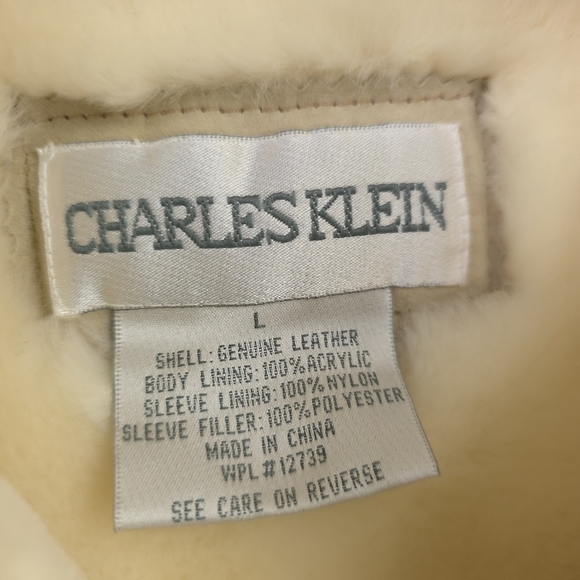 CHARLES KLEIN
L
SHELL: GENUINE LEATHER
BODY LINING: 100% ACRYLIC
SLEEVE LINING: 100% NYLON
SLEEVE FILLER: 100% POLYESTER
MADE IN CHINA
WPL # 12739
SEE CARE ON REVERSE